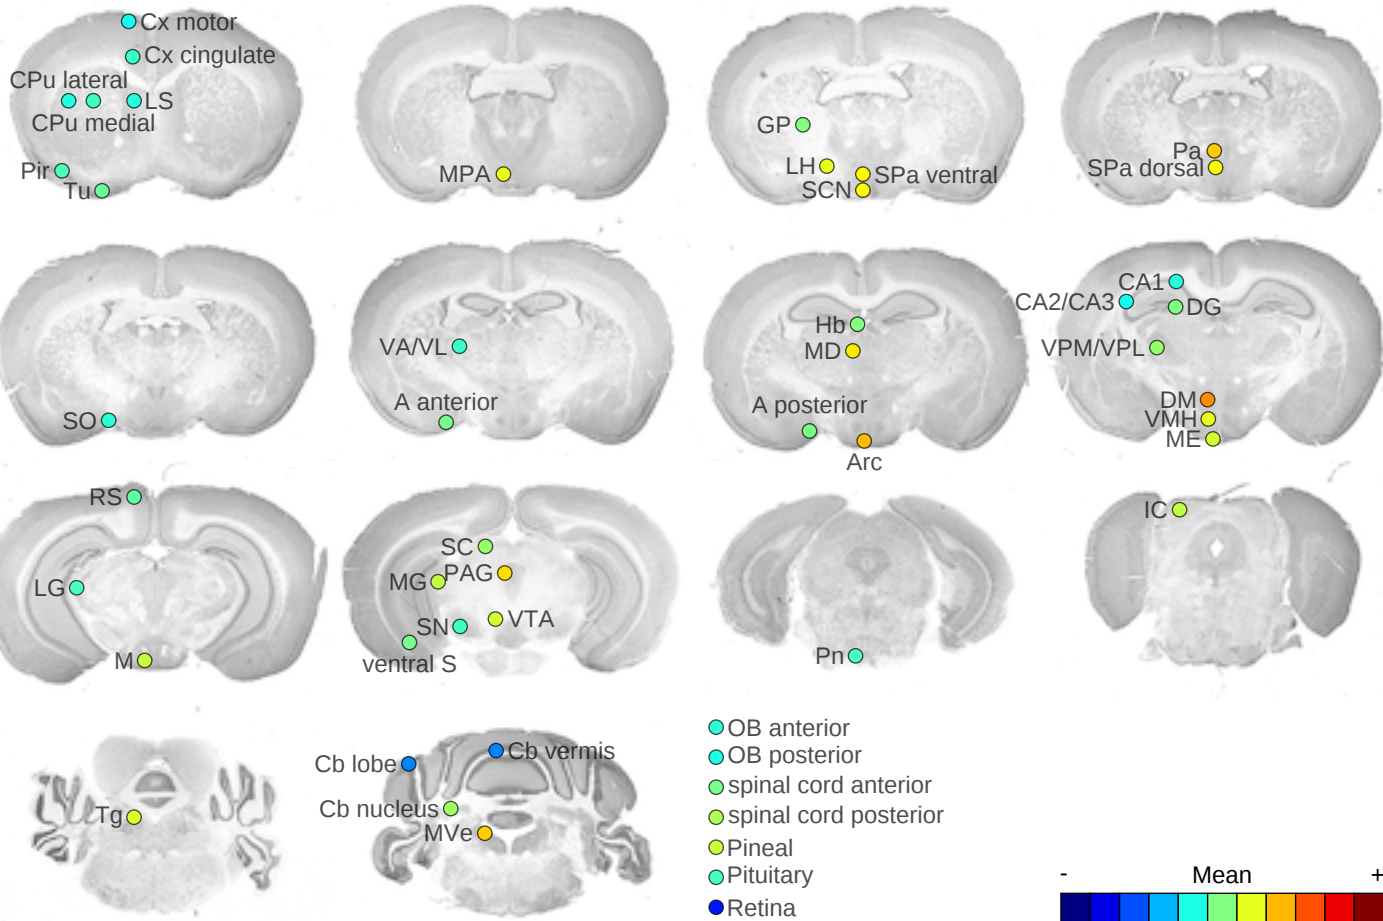 Cx motor
Cx cingulate
CPu lateral
LS
CPu medial
Pir
Tu
MPA
GP
LH
SPa ventral
SCN
Pa
SPa dorsal
SO
VA/VL
A anterior
Hb
MD
A posterior
Arc
CA1
CA2/CA3
DG
VPM/VPL
DM
VMH
ME
RS
LG
M
SC
MG
PAG
SN
VTA
ventral S
Pn
IC
Tg
Cb lobe
Cb vermis
Cb nucleus
MVe
OB anterior
OB posterior
spinal cord anterior
spinal cord posterior
Pineal
Pituitary
Retina
- Mean +